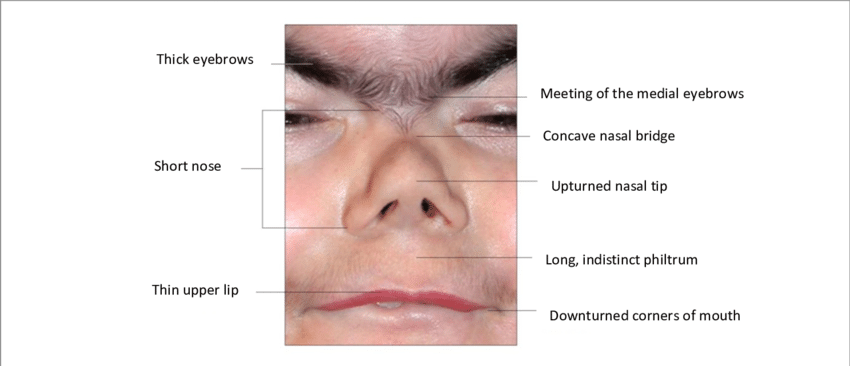 Thick eyebrows
Meeting of the medial eyebrows
Concave nasal bridge
Short nose
Upturned nasal tip
Long, indistinct philtrum
Thin upper lip
Downturned corners of mouth